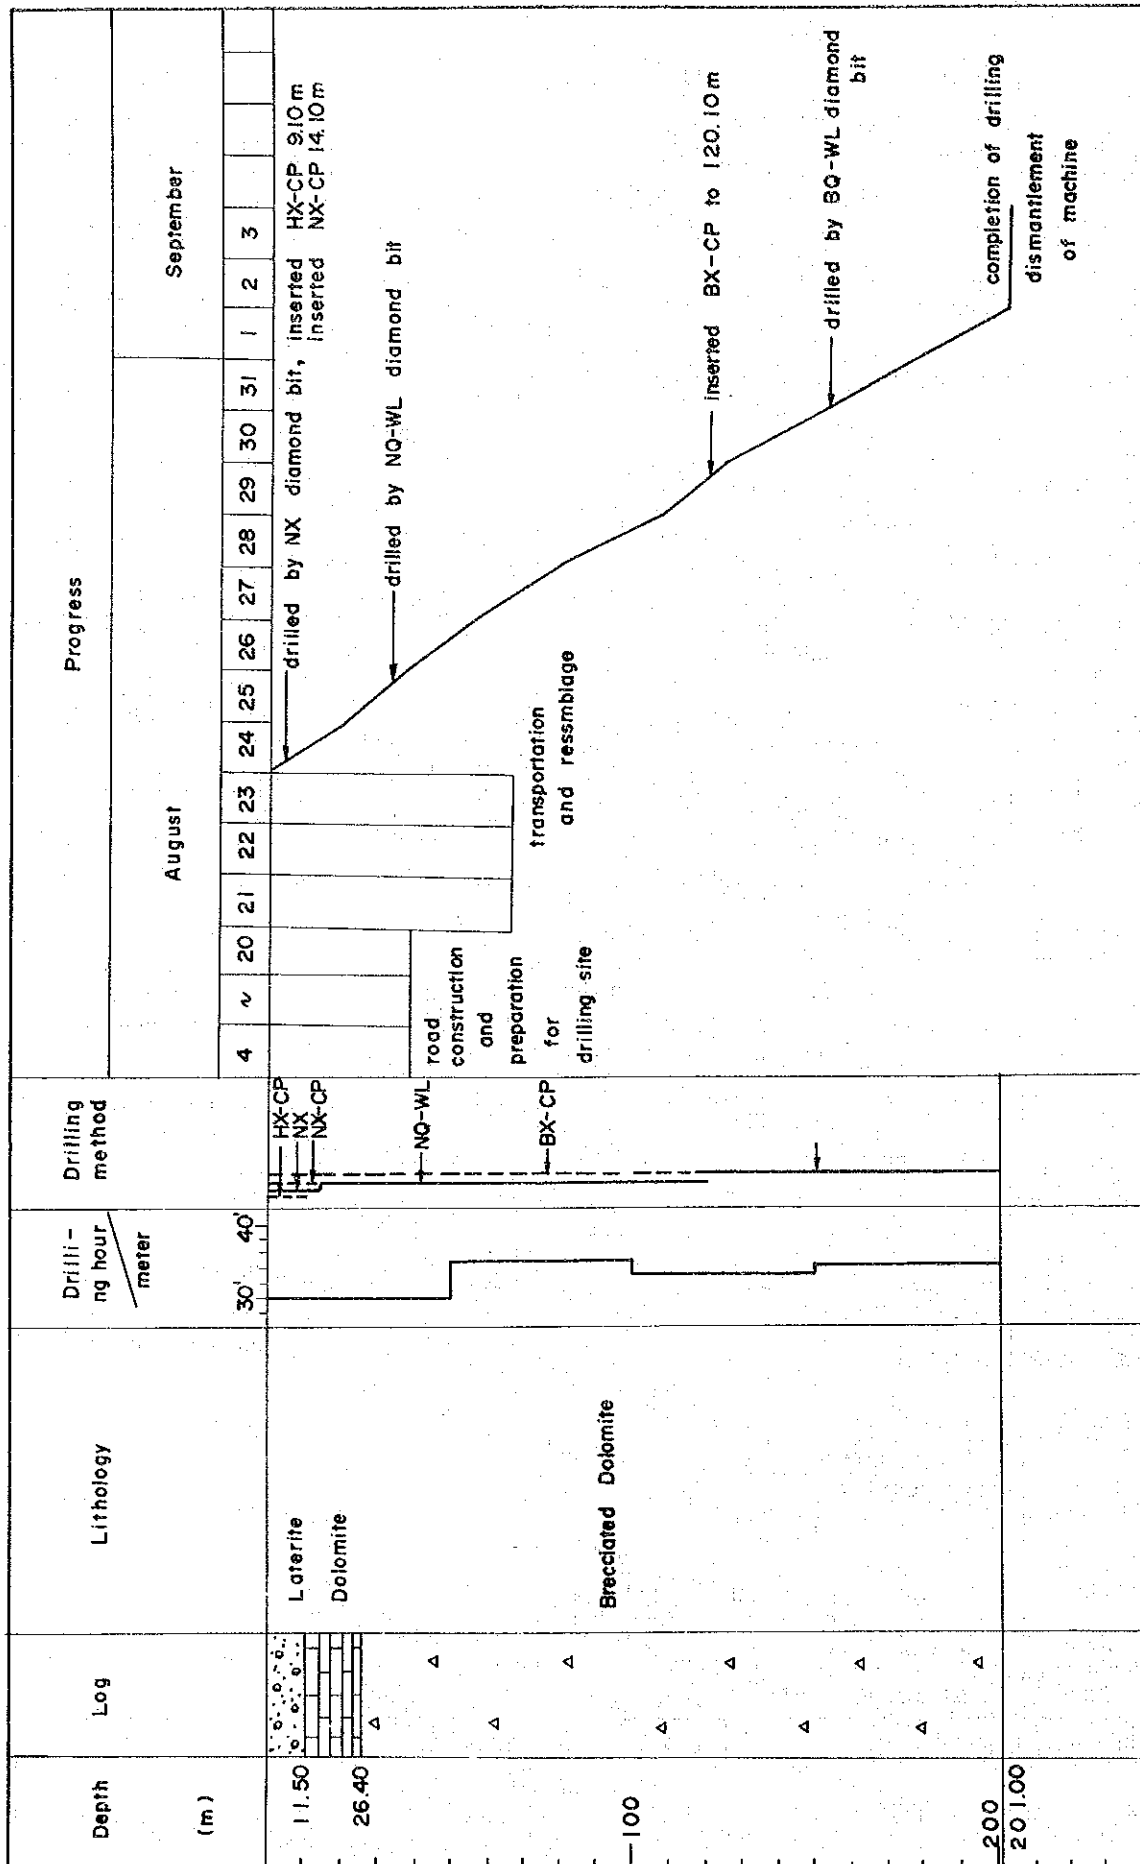 Depth
(m)
Log
Lithology
Drilli-
ng hour
meter
30' 40'
Drilling
method
Progress
August
September
4 ~ 20 21 22 23 24 25 26 27 28 29 30 31 1 2 3
11.50
26.40
100
200
201.00
Laterite
Dolomite
Brecciated Dolomite
HX-CP
NX
NX-CP
NQ-WL
BX-CP
road
construction
and
preparation
for
drilling site
transportation
and ressmblage
drilled by NX diamond bit, inserted HX-CP 9.10m
inserted NX-CP 14.10m
drilled by NQ-WL diamond bit
inserted BX-CP to 120.10m
drilled by BQ-WL diamond
bit
completion of drilling
dismantlement
of machine